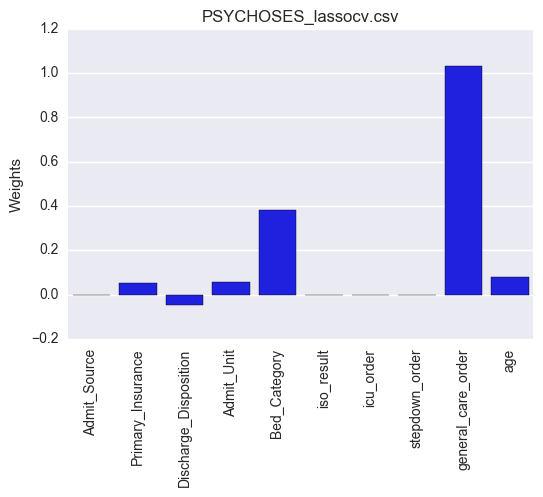 PSYCHOSES_lassocv.csv
1.2
1.0
0.8
0.6
0.4
0.2
0.0
−0.2
Weights
Admit_Source
Primary_Insurance
Discharge_Disposition
Admit_Unit
Bed_Category
iso_result
icu_order
stepdown_order
general_care_order
age